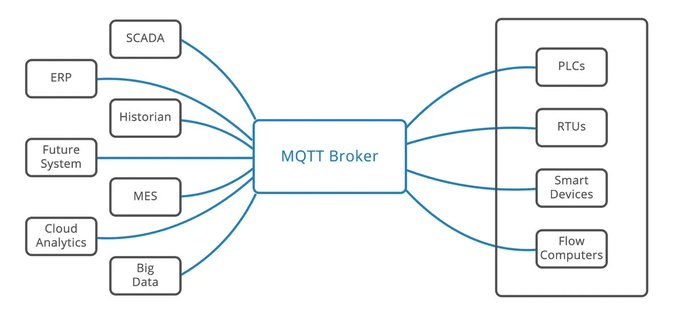 SCADA
ERP
Historian
Future
System
MES
Cloud
Analytics
Big
Data
MQTT Broker
PLCs
RTUs
Smart
Devices
Flow
Computers